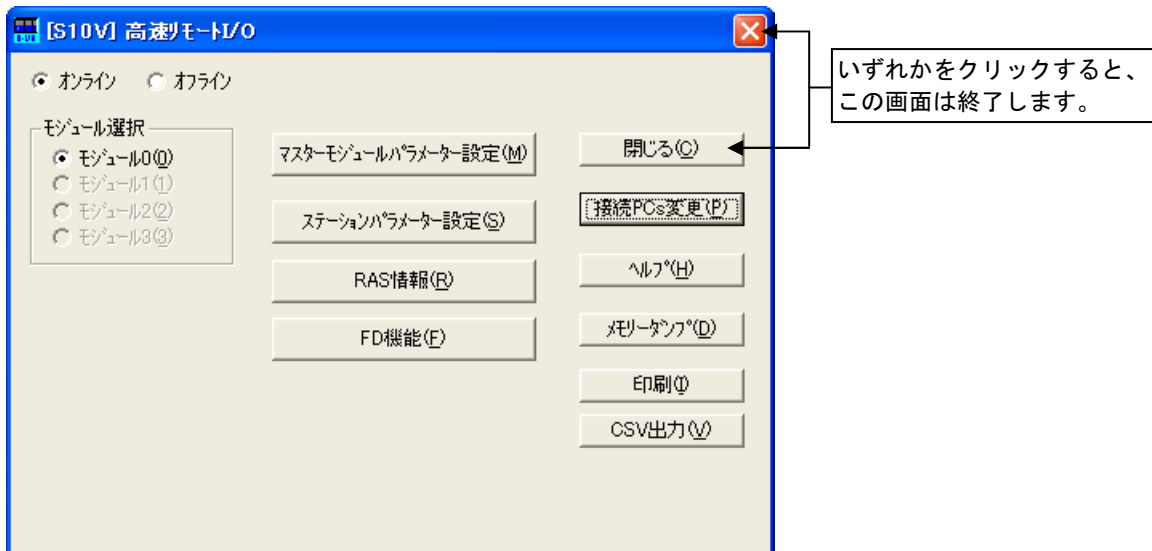 [S10V] 高速リモートI/O
いずれかをクリックすると、
この画面は終了します。
オンライン オフライン
モジュール選択
モジュール0(0)
モジュール1(1)
モジュール2(2)
モジュール3(3)
マスターモジュールパラメーター設定(M)
ステーションパラメーター設定(S)
RAS情報(R)
FD機能(F)
閉じる(C)
接続PCs変更(P)
ヘルプ(H)
メモリーダンプ(D)
印刷(I)
CSV出力(V)